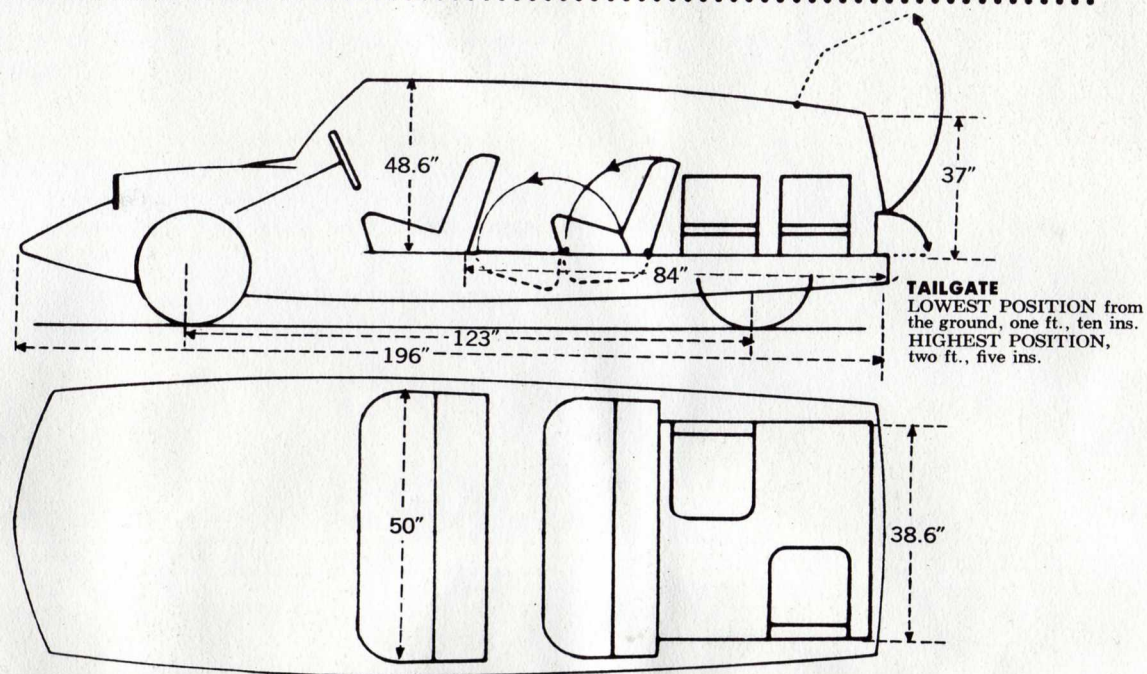 48.6″
37″
84″
TAILGATE
LOWEST POSITION from
the ground, one ft., ten ins.
HIGHEST POSITION,
two ft., five ins.
123″
196″
50″
38.6″